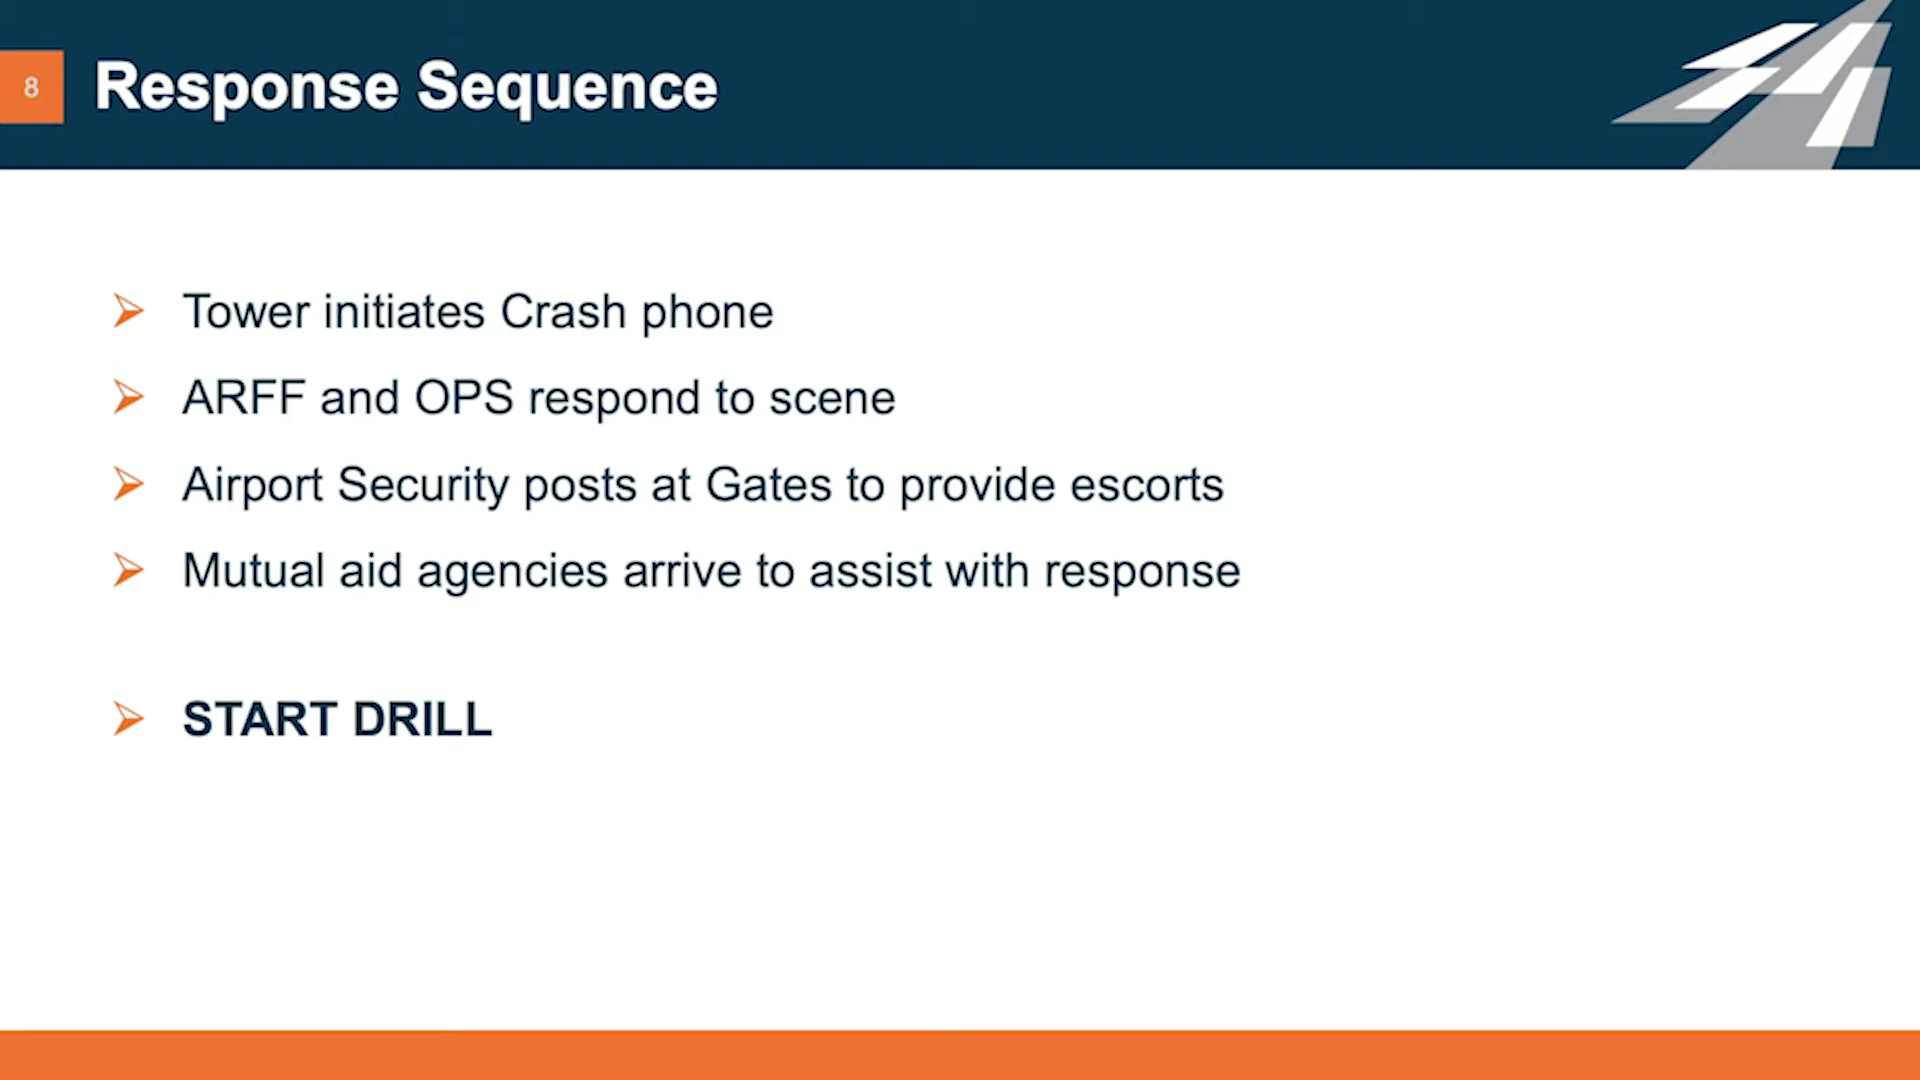 8
Response Sequence
Tower initiates Crash phone
ARFF and OPS respond to scene
Airport Security posts at Gates to provide escorts
Mutual aid agencies arrive to assist with response
START DRILL